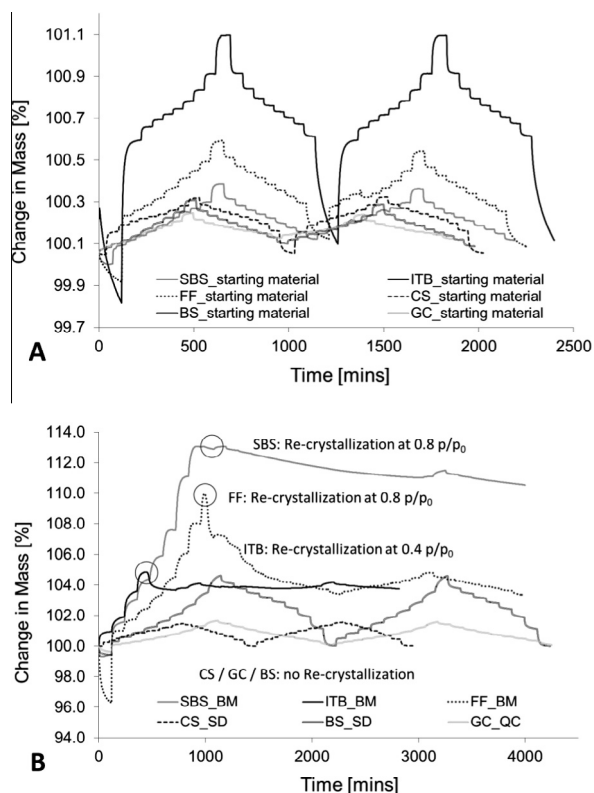 101.1
100.9
100.7
100.5
100.3
100.1
99.9
99.7
Change in Mass [%]
SBS_starting material
ITB_starting material
FF_starting material
CS_starting material
BS_starting material
GC_starting material
0
500
1000
1500
2000
2500
A
Time [mins]
114.0
112.0
110.0
108.0
106.0
104.0
102.0
100.0
98.0
96.0
94.0
Change in Mass [%]
SBS: Re-crystallization at 0.8 p/p₀
FF: Re-crystallization at 0.8 p/p₀
ITB: Re-crystallization at 0.4 p/p₀
CS / GC / BS: no Re-crystallization
SBS_BM
ITB_BM
FF_BM
CS_SD
BS_SD
GC_QC
0
1000
2000
3000
4000
B
Time [mins]